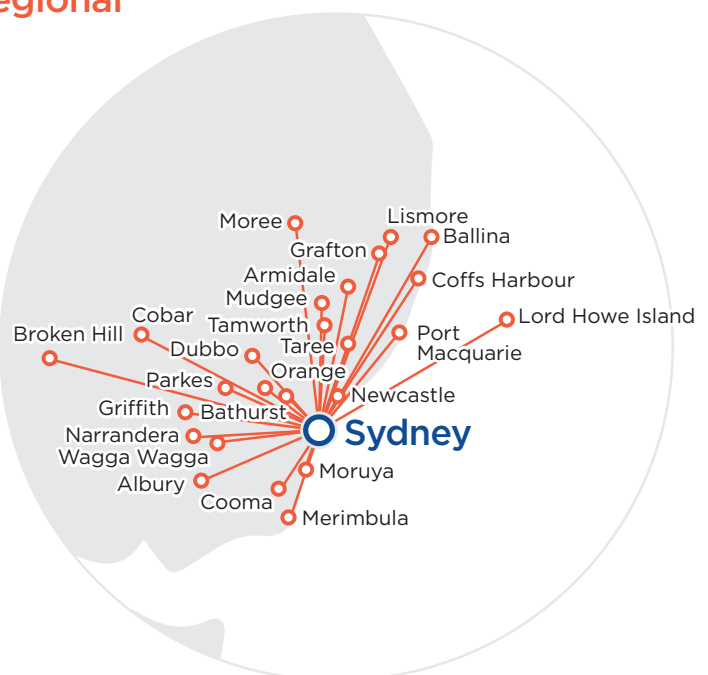 Moree
Lismore
Ballina
Grafton
Armidale
Coffs Harbour
Mudgee
Cobar
Tamworth
Lord Howe Island
Broken Hill
Dubbo
Taree
Port
Macquarie
Orange
Parkes
Newcastle
Griffith
Bathurst
Sydney
Narrandera
Wagga Wagga
Moruya
Albury
Cooma
Merimbula